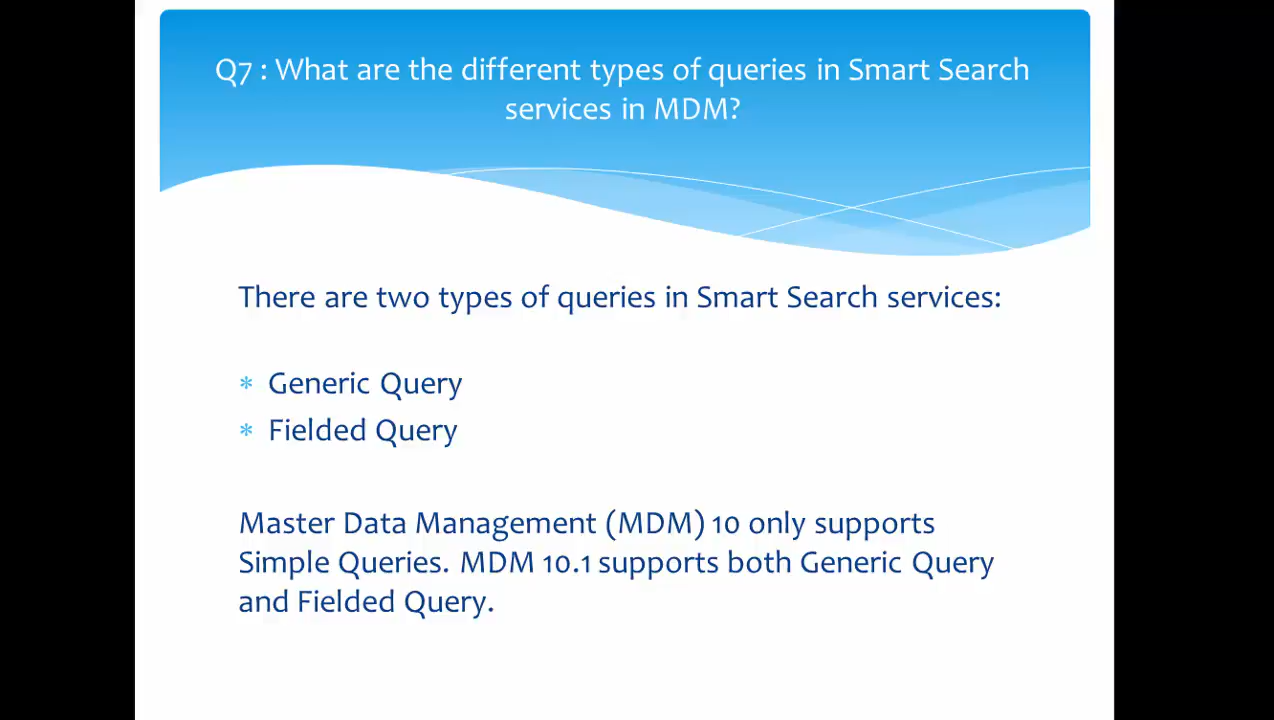 Q7 : What are the different types of queries in Smart Search
services in MDM?
There are two types of queries in Smart Search services:
* Generic Query
* Fielded Query
Master Data Management (MDM) 10 only supports
Simple Queries. MDM 10.1 supports both Generic Query
and Fielded Query.